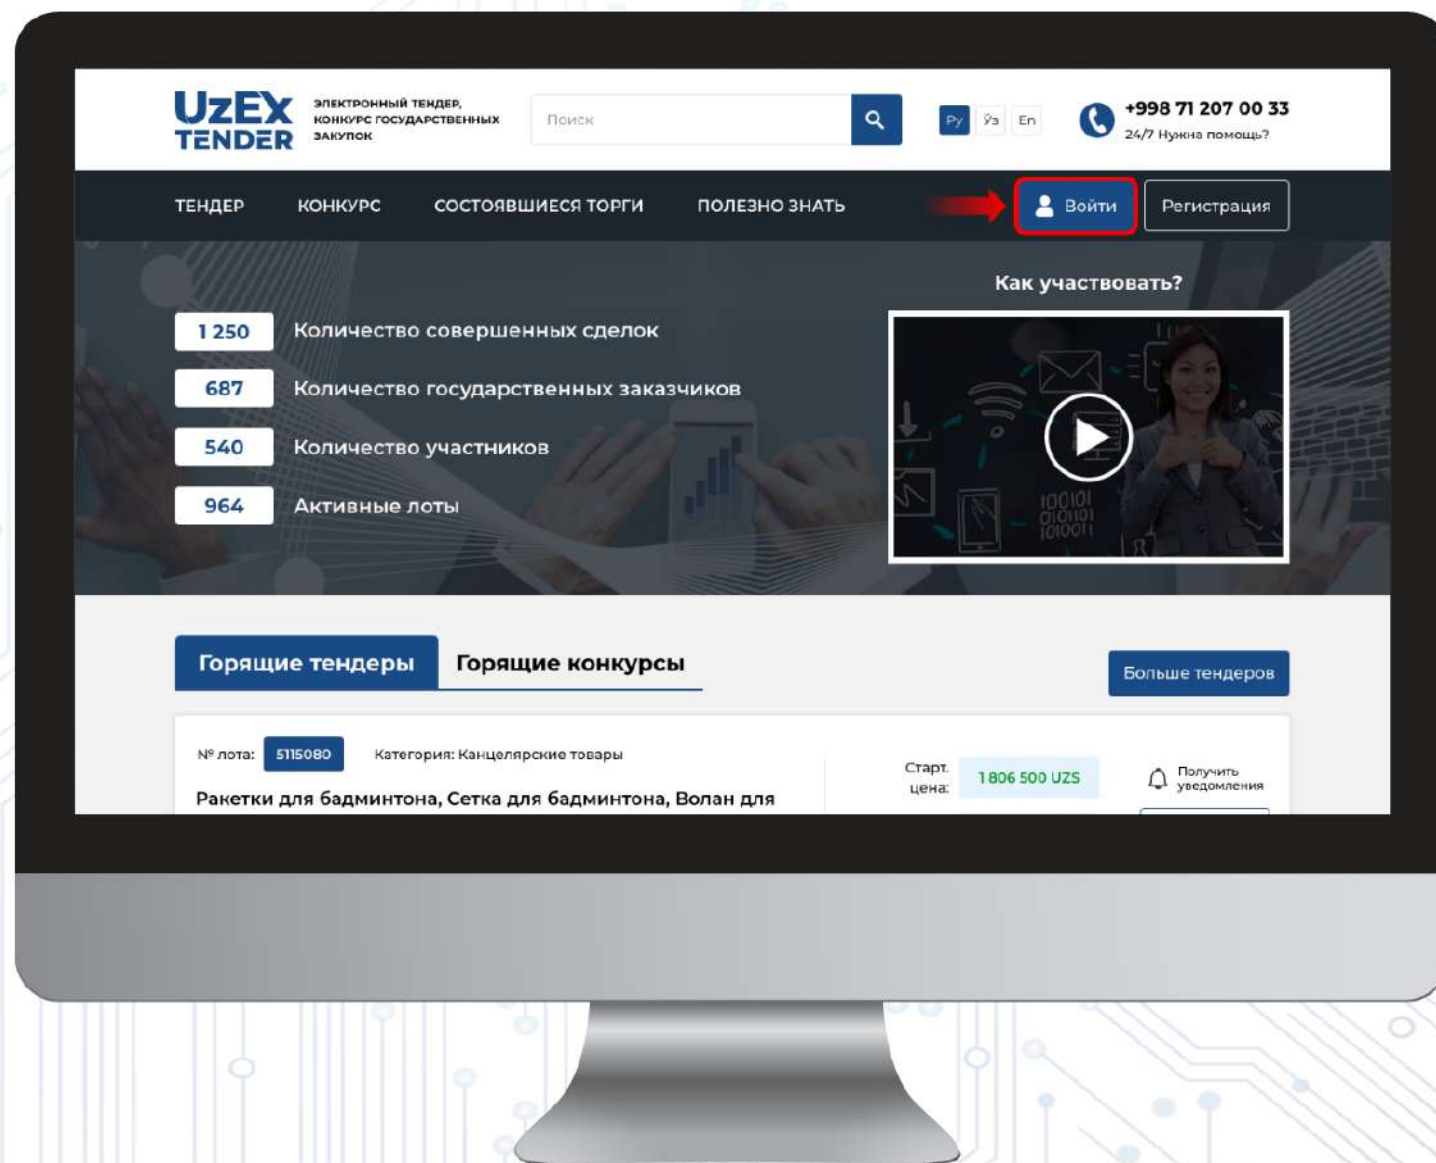 UzEX
TENDER
ЭЛЕКТРОННЫЙ ТЕНДЕР,
КОНКУРС ГОСУДАРСТВЕННЫХ
ЗАКУПОК
Поиск
Ру Ўз En
+998 71 207 00 33
24/7 Нужна помощь?
ТЕНДЕР КОНКУРС СОСТОЯВШИЕСЯ ТОРГИ ПОЛЕЗНО ЗНАТЬ Войти Регистрация
Как участвовать?
1 250 Количество совершенных сделок
687 Количество государственных заказчиков
540 Количество участников
964 Активные лоты
100101
010101
101001
Горящие тендеры Горящие конкурсы Больше тендеров
№ лота: 5115080 Категория: Канцелярские товары
Ракетки для бадминтона, Сетка для бадминтона, Волан для
Старт.
цена:
1 806 500 UZS
Получить
уведомления